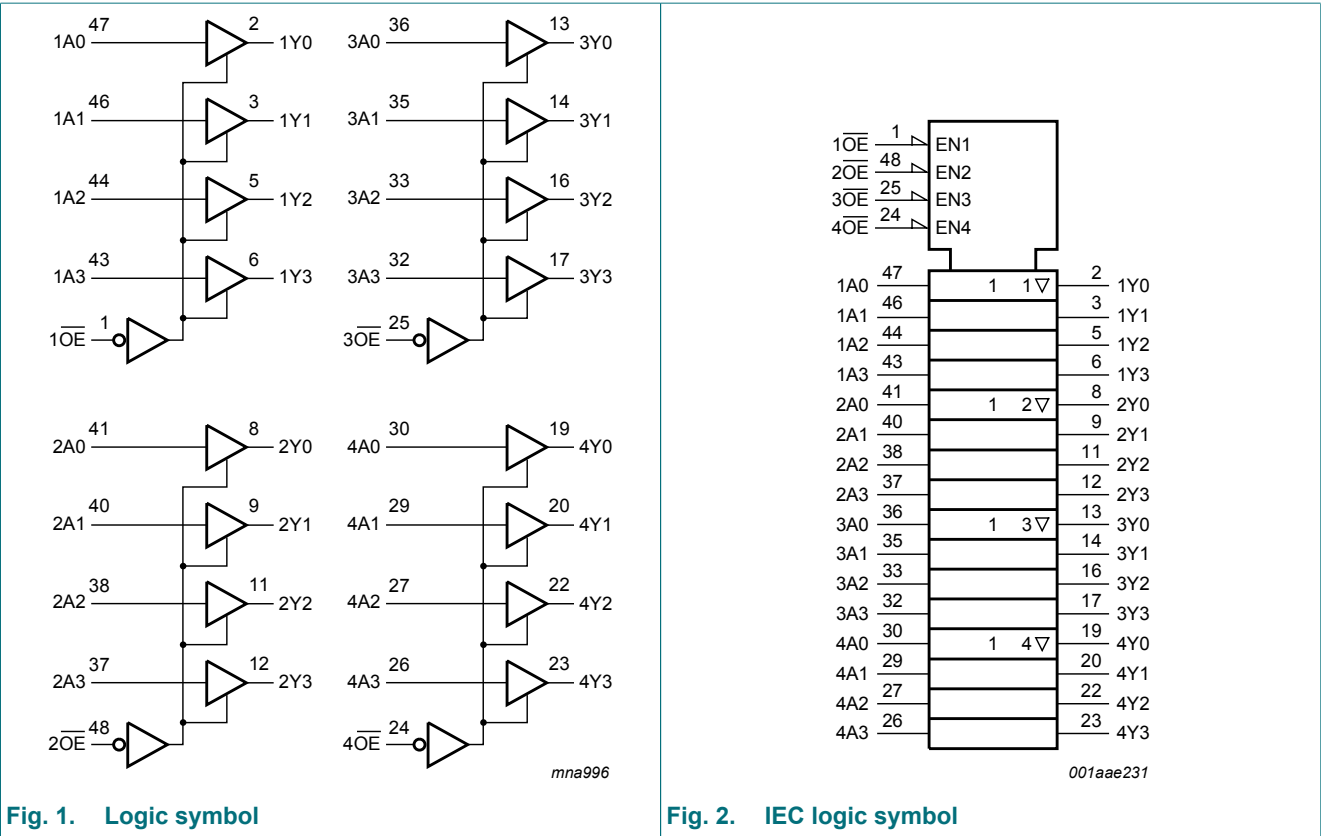 47 2 36 13
1A0 1Y0 3A0 3Y0
46 3 35 14
1A1 1Y1 3A1 3Y1
44 5 33 16
1A2 1Y2 3A2 3Y2
43 6 32 17
1A3 1Y3 3A3 3Y3
1 25
1O̅E̅ 3O̅E̅
41 8 30 19
2A0 2Y0 4A0 4Y0
40 9 29 20
2A1 2Y1 4A1 4Y1
38 11 27 22
2A2 2Y2 4A2 4Y2
37 12 26 23
2A3 2Y3 4A3 4Y3
48 24
2O̅E̅ 4O̅E̅
mna996
Fig. 1. Logic symbol
1O̅E̅ 1 EN1
2O̅E̅ 48 EN2
3O̅E̅ 25 EN3
4O̅E̅ 24 EN4
1A0 47 1 1▽ 2 1Y0
1A1 46 3 1Y1
1A2 44 5 1Y2
1A3 43 6 1Y3
2A0 41 1 2▽ 8 2Y0
2A1 40 9 2Y1
2A2 38 11 2Y2
2A3 37 12 2Y3
3A0 36 1 3▽ 13 3Y0
3A1 35 14 3Y1
3A2 33 16 3Y2
3A3 32 17 3Y3
4A0 30 1 4▽ 19 4Y0
4A1 29 20 4Y1
4A2 27 22 4Y2
4A3 26 23 4Y3
001aae231
Fig. 2. IEC logic symbol